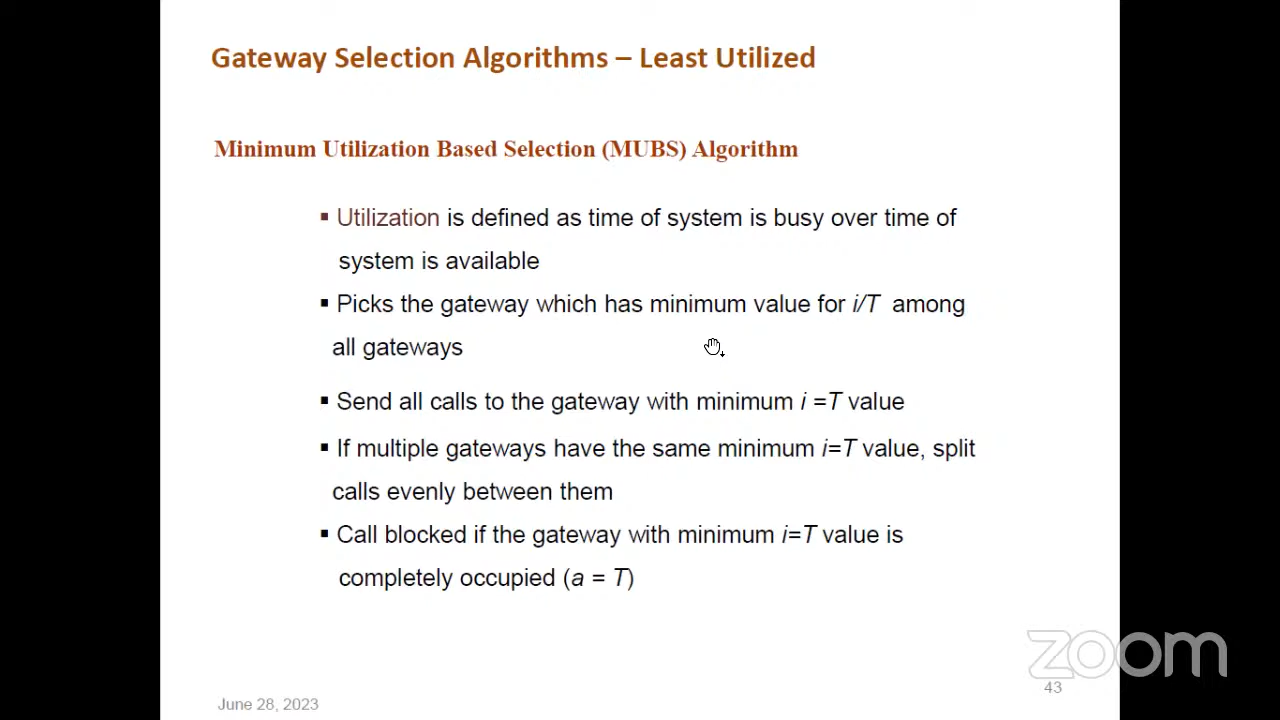 Gateway Selection Algorithms – Least Utilized
Minimum Utilization Based Selection (MUBS) Algorithm
▪ Utilization is defined as time of system is busy over time of
system is available
▪ Picks the gateway which has minimum value for i/T among
all gateways
▪ Send all calls to the gateway with minimum i =T value
▪ If multiple gateways have the same minimum i=T value, split
calls evenly between them
▪ Call blocked if the gateway with minimum i=T value is
completely occupied (a = T)
zoom
43
June 28, 2023